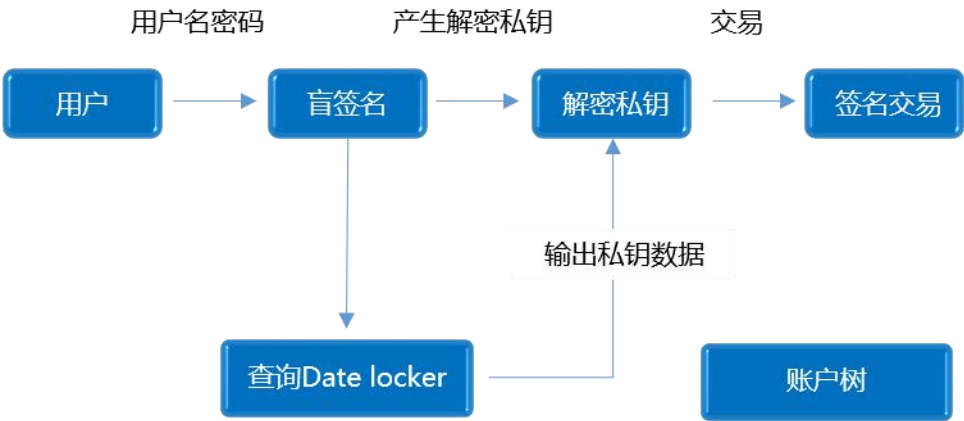 用户名密码
产生解密私钥
交易
用户
盲签名
解密私钥
签名交易
输出私钥数据
查询Date locker
账户树